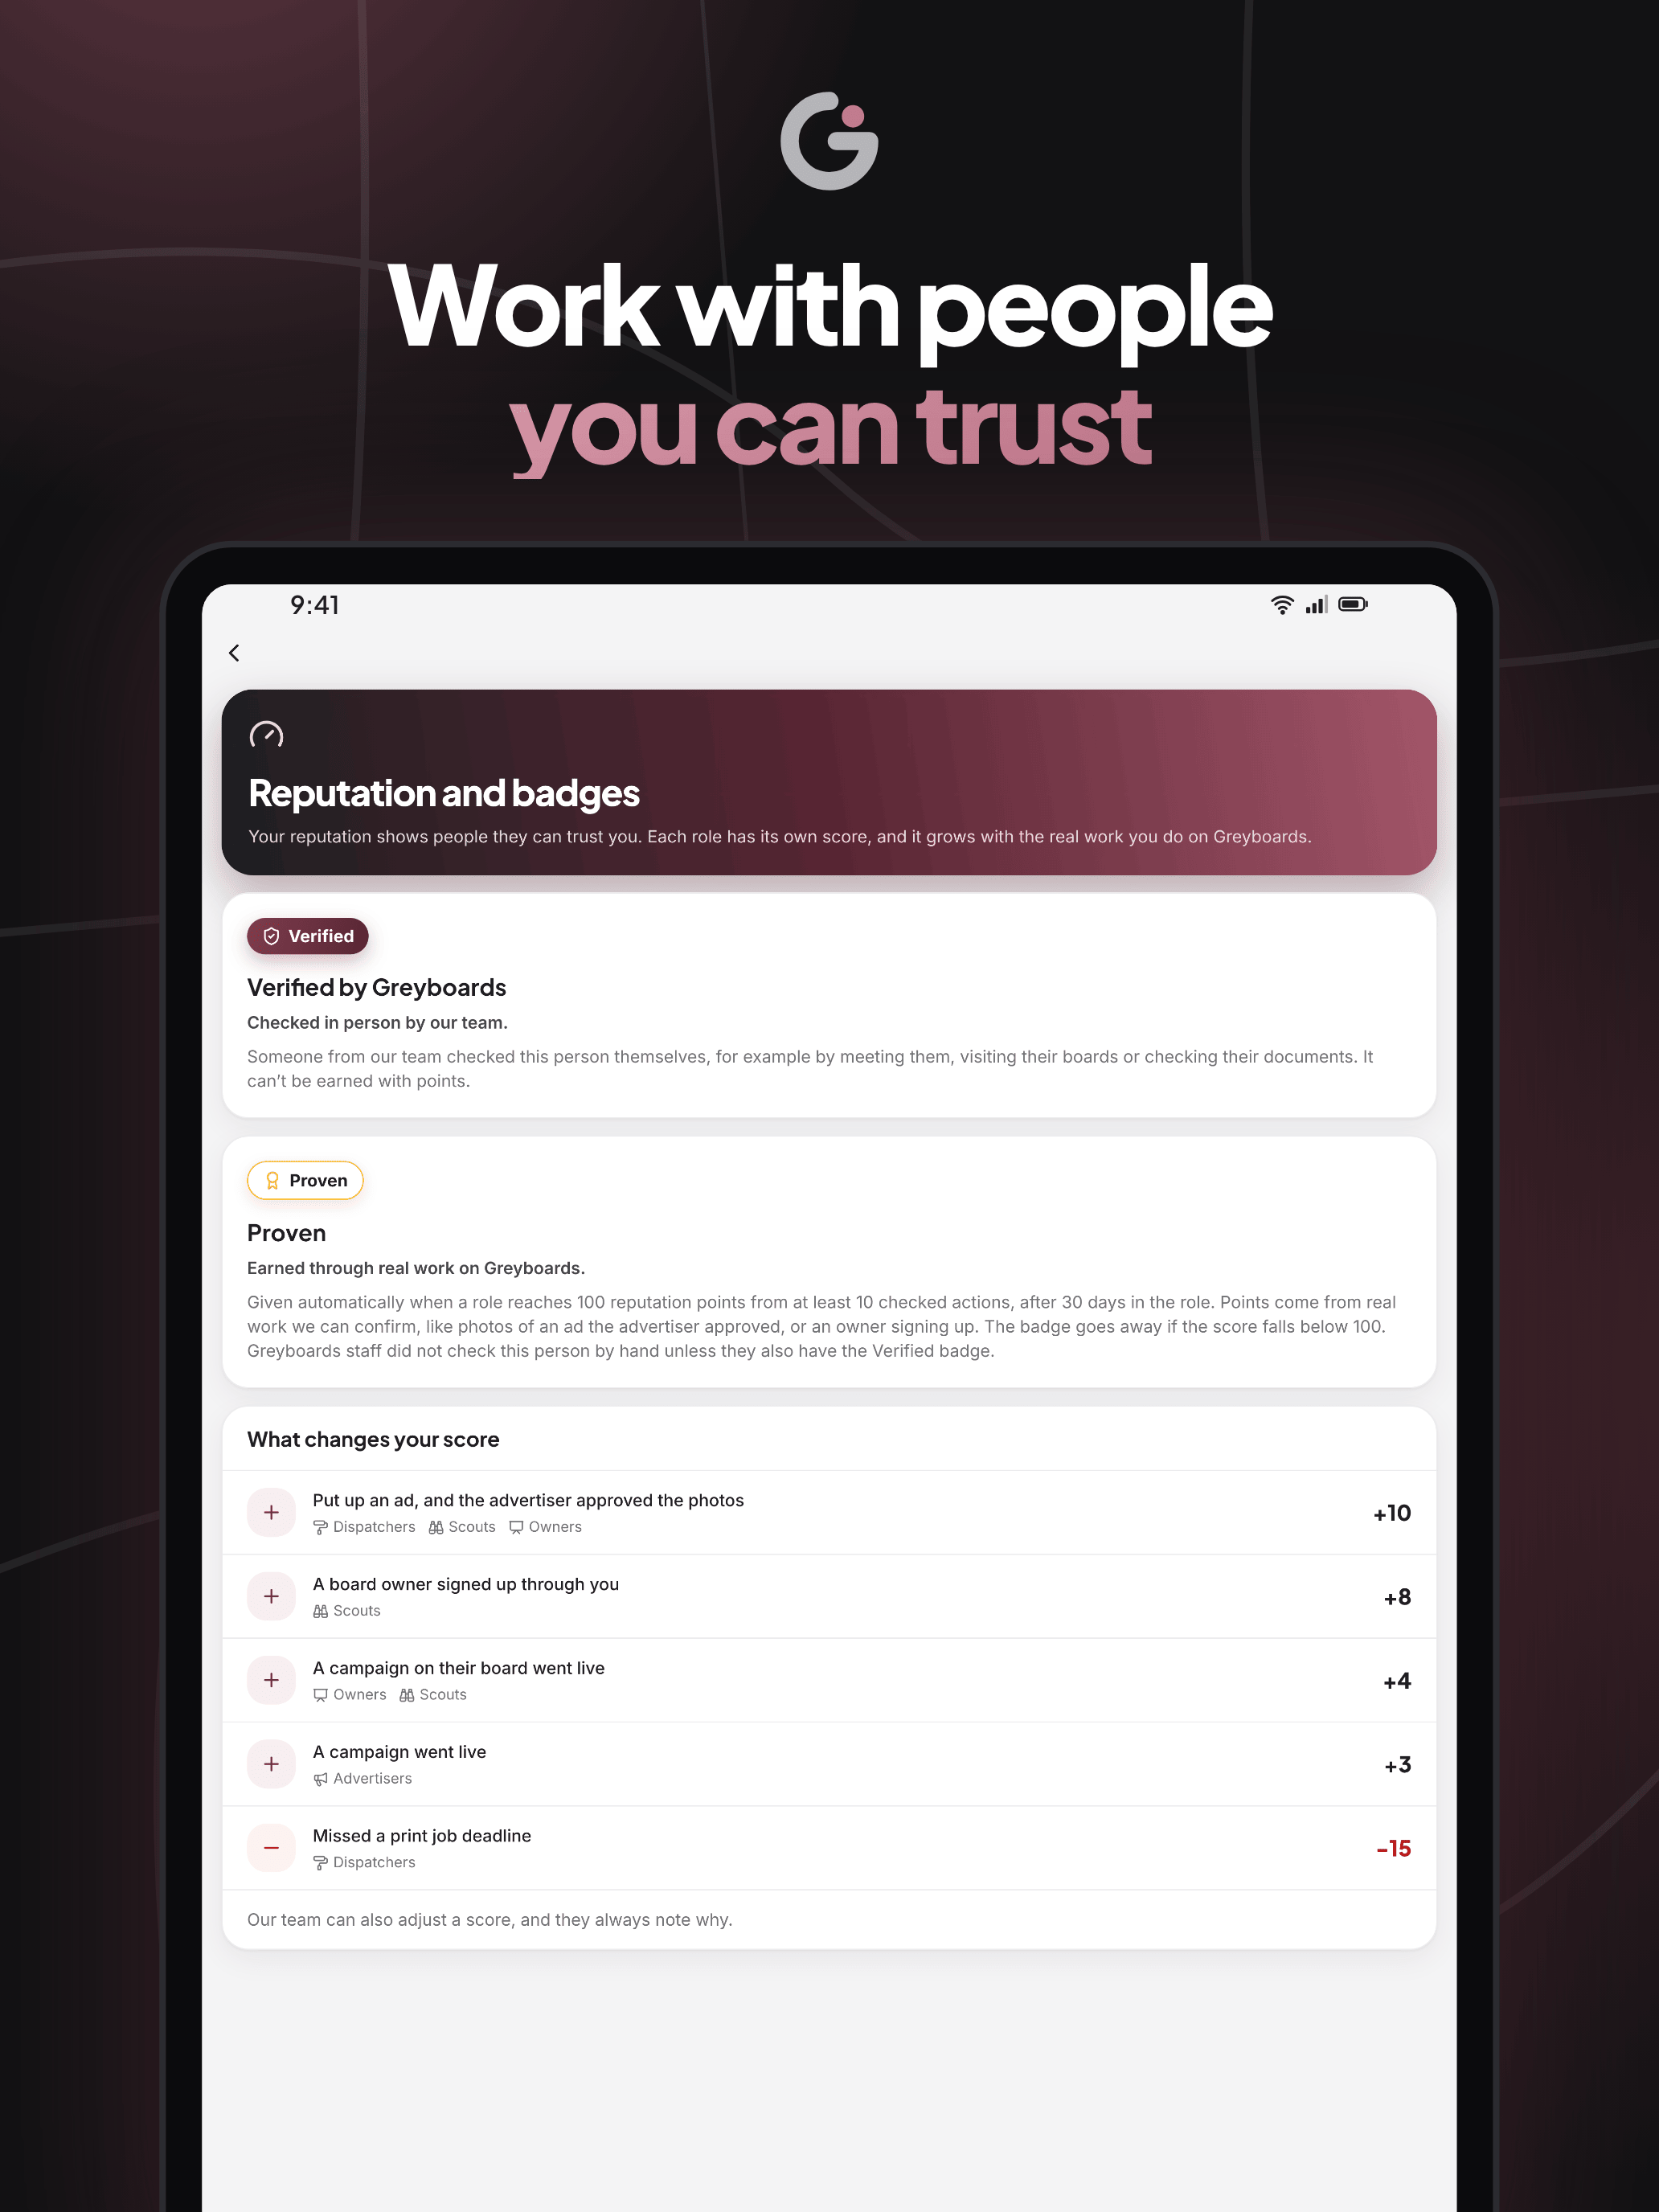 Work with people
you can trust
9:41
Reputation and badges
Your reputation shows people they can trust you. Each role has its own score, and it grows with the real work you do on Greyboards.
Verified
Verified by Greyboards
Checked in person by our team.
Someone from our team checked this person themselves, for example by meeting them, visiting their boards or checking their documents. It
can’t be earned with points.
Proven
Proven
Earned through real work on Greyboards.
Given automatically when a role reaches 100 reputation points from at least 10 checked actions, after 30 days in the role. Points come from real
work we can confirm, like photos of an ad the advertiser approved, or an owner signing up. The badge goes away if the score falls below 100.
Greyboards staff did not check this person by hand unless they also have the Verified badge.
What changes your score
Put up an ad, and the advertiser approved the photos
Dispatchers Scouts Owners
+10
A board owner signed up through you
Scouts
+8
A campaign on their board went live
Owners Scouts
+4
A campaign went live
Advertisers
+3
Missed a print job deadline
Dispatchers
-15
Our team can also adjust a score, and they always note why.